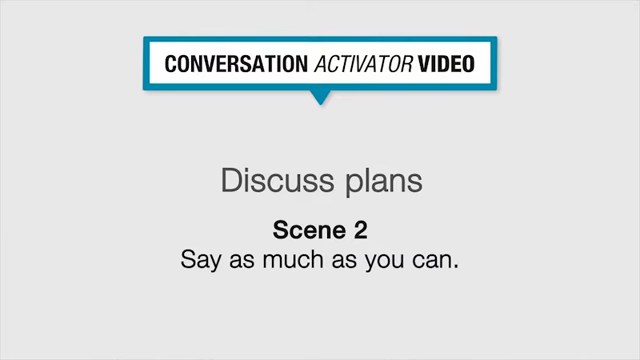 CONVERSATION ACTIVATOR VIDEO
Discuss plans
Scene 2
Say as much as you can.